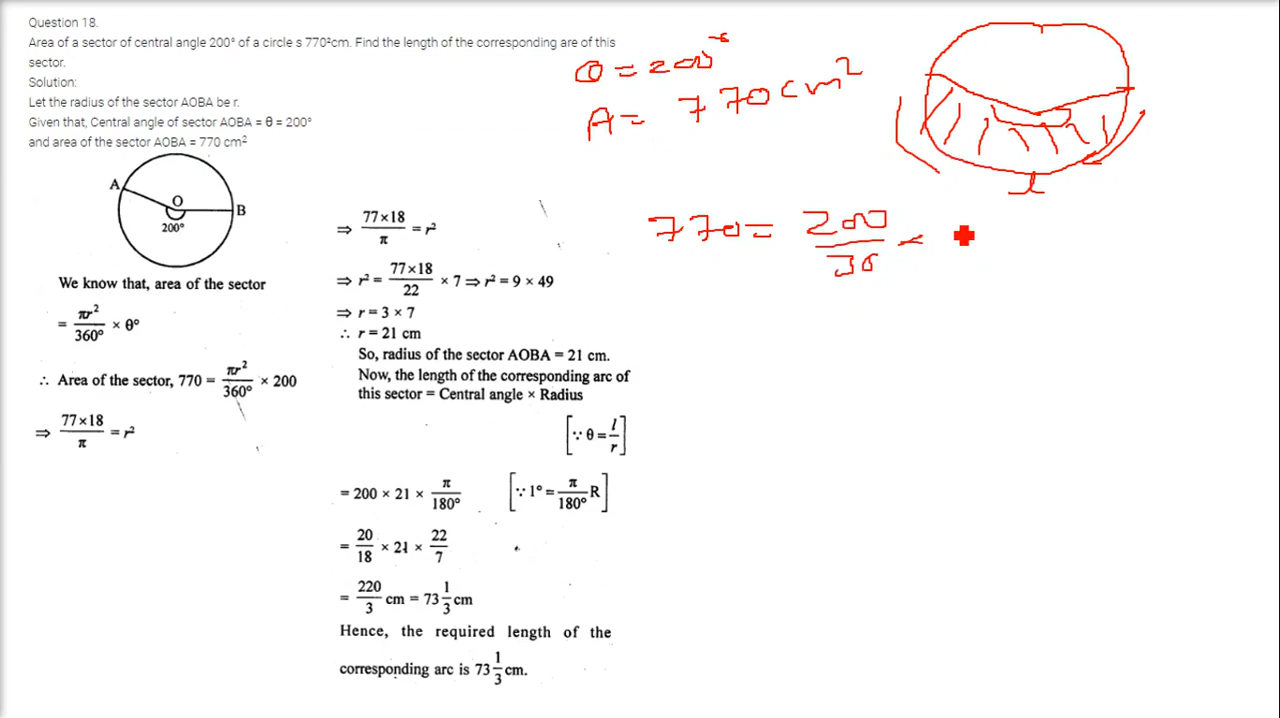 Question 18.
Area of a sector of central angle 200° of a circle s 770²cm. Find the length of the corresponding are of this
sector.
Solution:
Let the radius of the sector AOBA be r.
Given that, Central angle of sector AOBA = θ = 200°
and area of the sector AOBA = 770 cm²
A
O
B
200°
We know that, area of the sector
= πr²/360° × θ°
∴ Area of the sector, 770 = πr²/360° × 200
⇒ 77×18/π = r²
⇒ 77×18/π = r²
⇒ r² = 77×18/22 × 7 ⇒ r² = 9 × 49
⇒ r = 3 × 7
∴ r = 21 cm
So, radius of the sector AOBA = 21 cm.
Now, the length of the corresponding arc of
this sector = Central angle × Radius
[∵ θ = l/r]
= 200 × 21 × π/180° [∵ 1° = π/180° R]
= 20/18 × 21 × 22/7
= 220/3 cm = 73 1/3 cm
Hence, the required length of the
corresponding arc is 73 1/3 cm.
θ = 200°
A = 770 cm²
l
770 = 200/36 ×